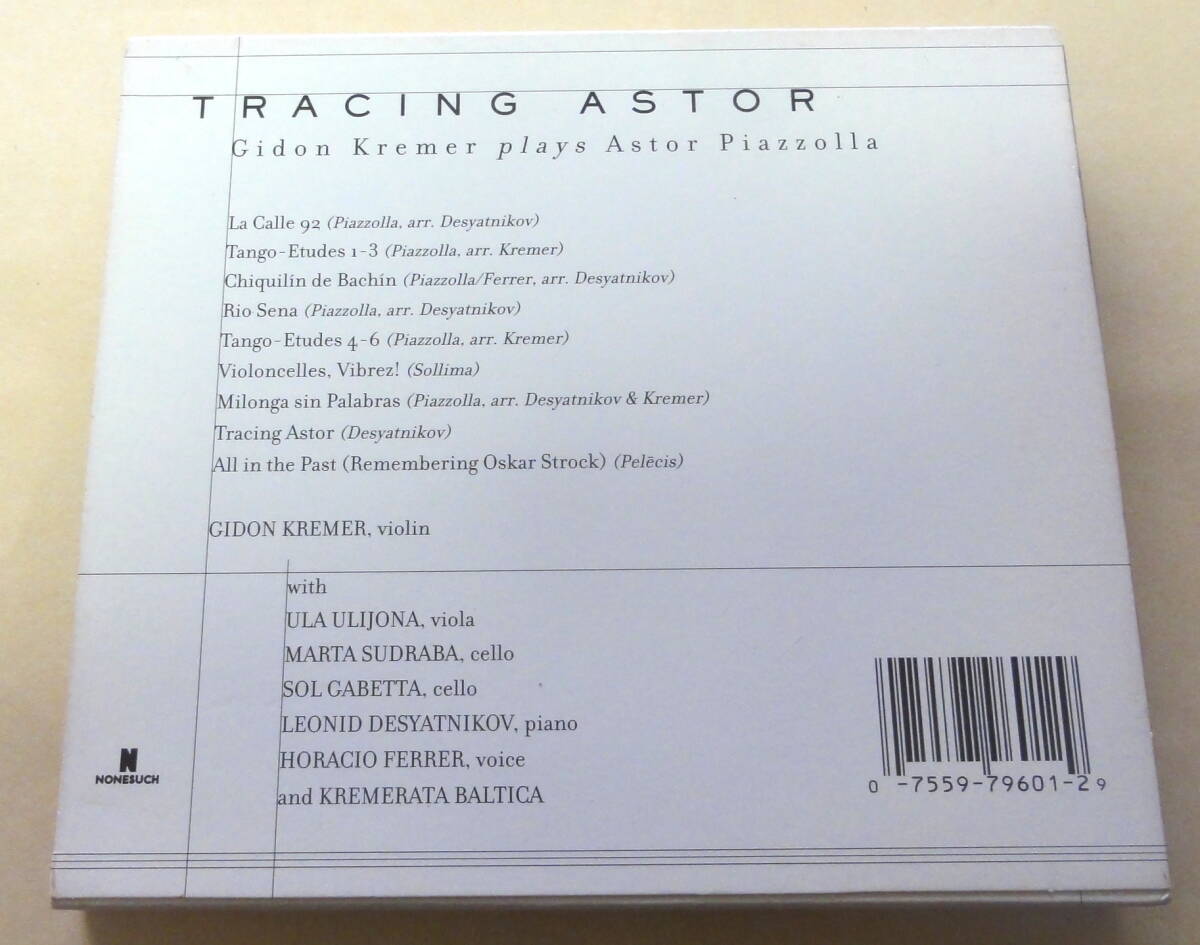 TRACING ASTOR
Gidon Kremer plays Astor Piazzolla
La Calle 92 (Piazzolla, arr. Desyatnikov)
Tango-Etudes 1-3 (Piazzolla, arr. Kremer)
Chiquilín de Bachín (Piazzolla/Ferrer, arr. Desyatnikov)
Rio Sena (Piazzolla, arr. Desyatnikov)
Tango-Etudes 4-6 (Piazzolla, arr. Kremer)
Violoncelles, Vibrez! (Sollima)
Milonga sin Palabras (Piazzolla, arr. Desyatnikov & Kremer)
Tracing Astor (Desyatnikov)
All in the Past (Remembering Oskar Strock) (Pelēcis)
GIDON KREMER, violin
with
ULA ULIJONA, viola
MARTA SUDRABA, cello
SOL GABETTA, cello
LEONID DESYATNIKOV, piano
HORACIO FERRER, voice
and KREMERATA BALTICA
N
NONESUCH
0 -7559-79601-2 9